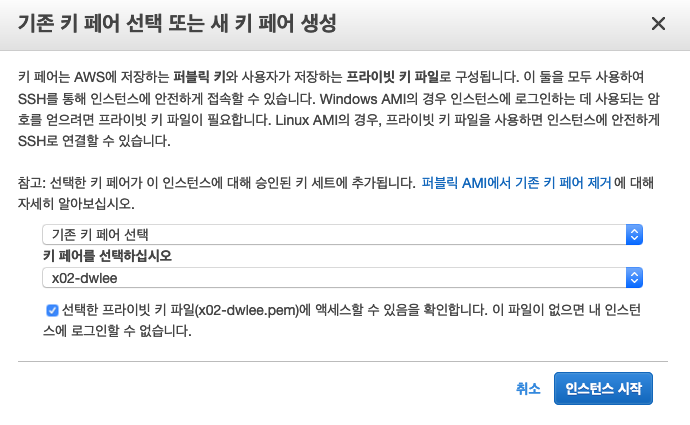 기존 키 페어 선택 또는 새 키 페어 생성
키 페어는 AWS에 저장하는 퍼블릭 키와 사용자가 저장하는 프라이빗 키 파일로 구성됩니다. 이 둘을 모두 사용하여
SSH를 통해 인스턴스에 안전하게 접속할 수 있습니다. Windows AMI의 경우 인스턴스에 로그인하는 데 사용되는 암
호를 얻으려면 프라이빗 키 파일이 필요합니다. Linux AMI의 경우, 프라이빗 키 파일을 사용하면 인스턴스에 안전하게
SSH로 연결할 수 있습니다.
참고: 선택한 키 페어가 이 인스턴스에 대해 승인된 키 세트에 추가됩니다. 퍼블릭 AMI에서 기존 키 페어 제거에 대해
자세히 알아보십시오.
기존 키 페어 선택
키 페어를 선택하십시오
x02-dwlee
선택한 프라이빗 키 파일(x02-dwlee.pem)에 액세스할 수 있음을 확인합니다. 이 파일이 없으면 내 인스턴
스에 로그인할 수 없습니다.
취소 인스턴스 시작